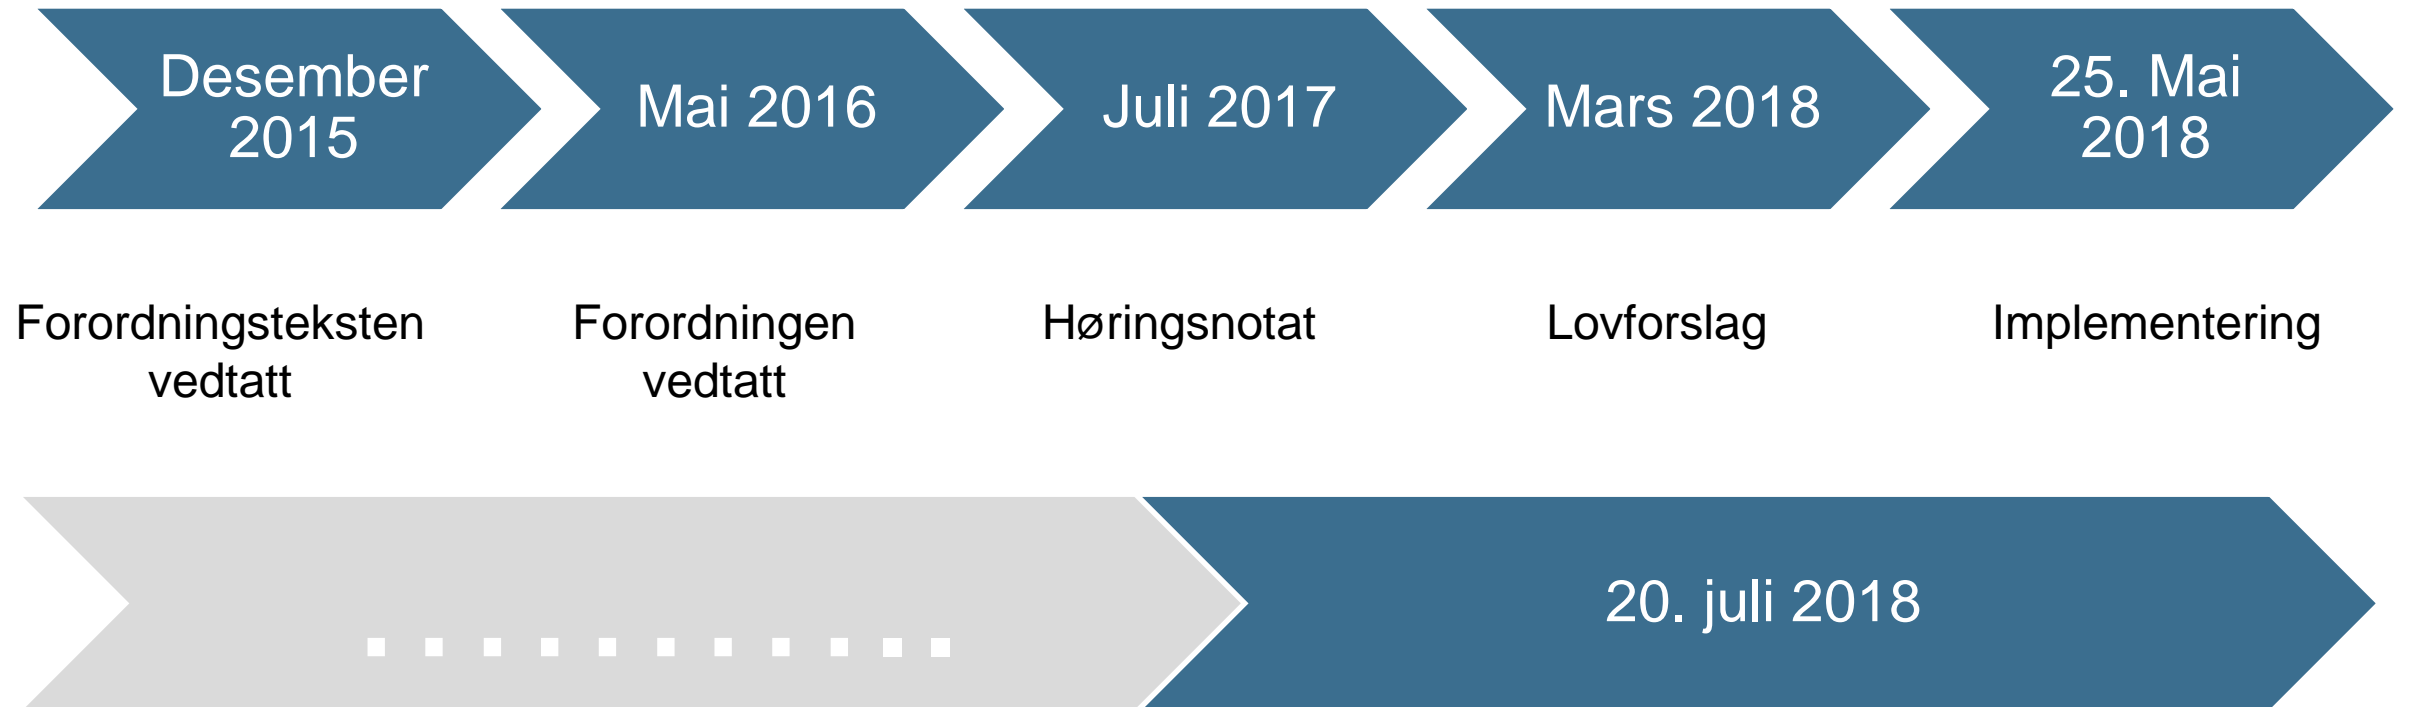 Desember
2015
Mai 2016
Juli 2017
Mars 2018
25. Mai
2018
Forordningsteksten
vedtatt
Forordningen
vedtatt
Høringsnotat
Lovforslag
Implementering
...........
20. juli 2018